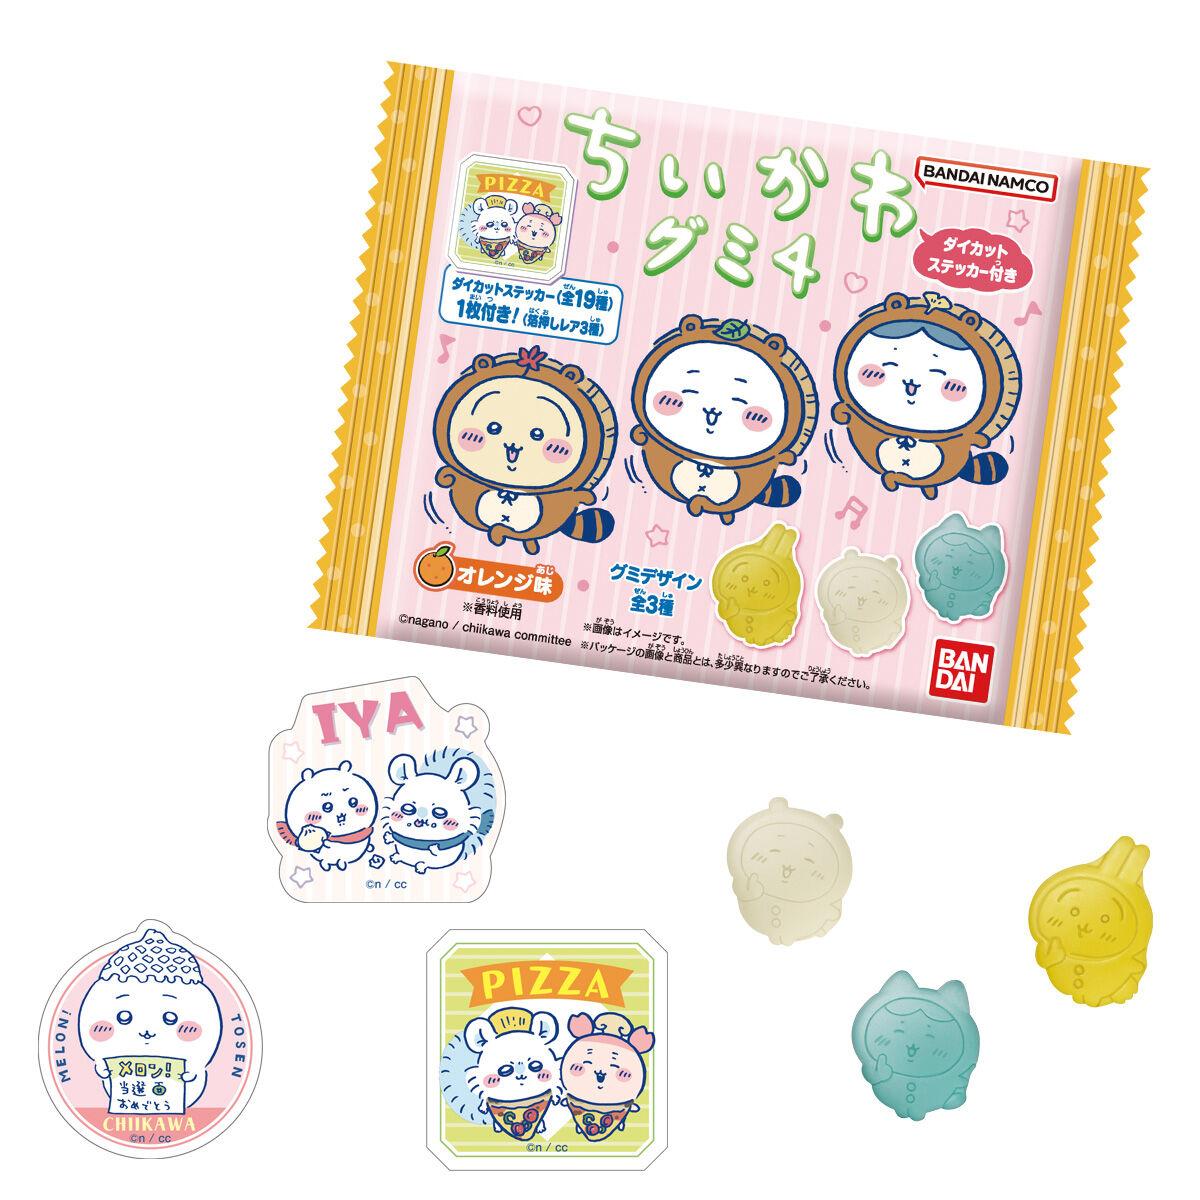 ちいかわ
グミ4
BANDAI NAMCO
ダイカット
ステッカー付き
PIZZA
©n / cc
ダイカットステッカー(全19種)
1枚付き!(箔押しレア3種)
オレンジ味
※香料使用
グミデザイン
全3種
©nagano / chiikawa committee
※画像はイメージです。
※パッケージの画像と商品とは、多少異なりますのでご了承ください。
BAN
DAI
IYA
©n / cc
MELON!
TOSEN
メロン!
当選
おめでとう
CHIIKAWA
©n / cc
PIZZA
©n / cc